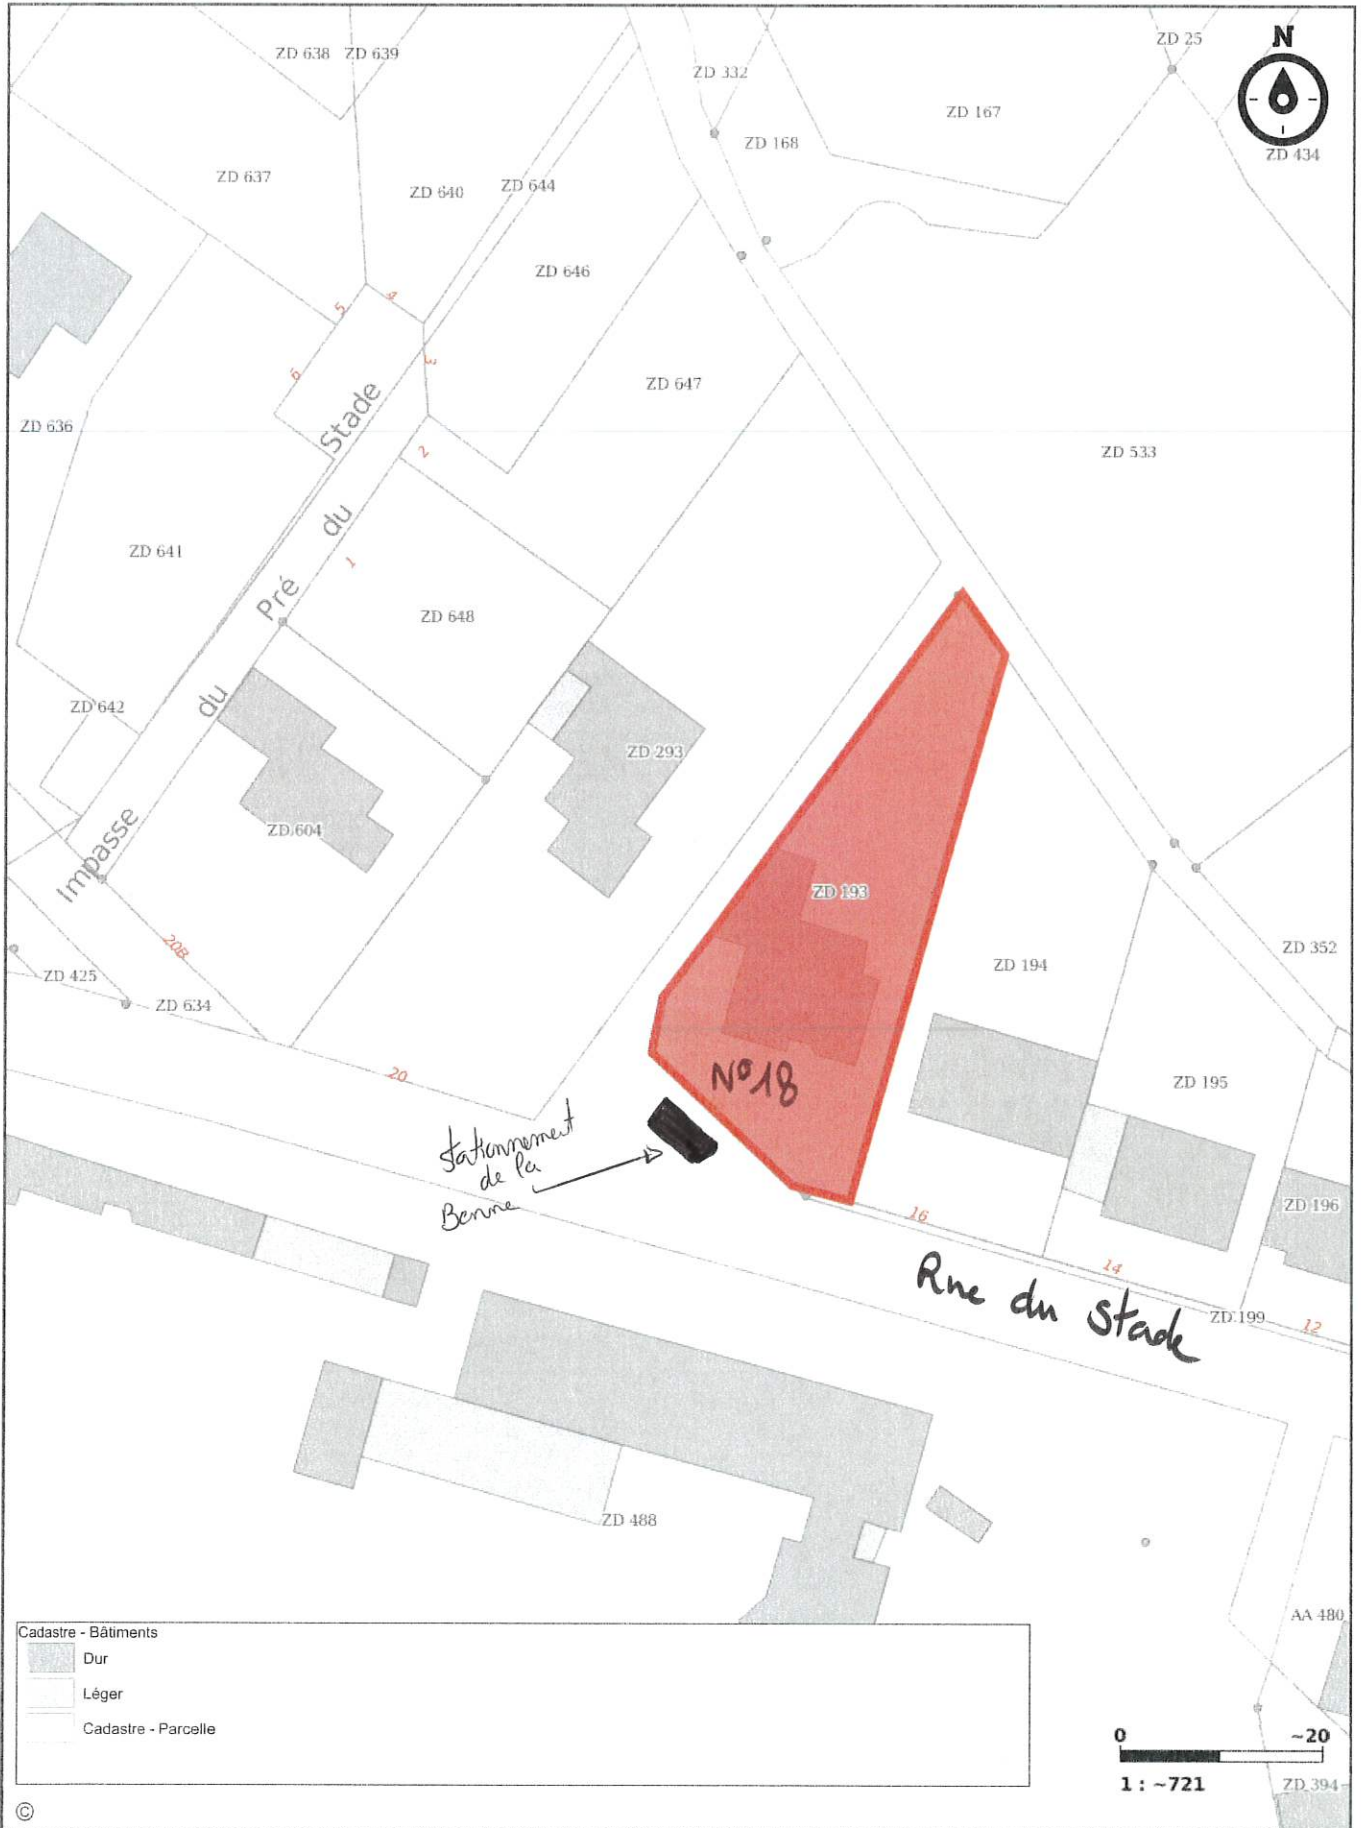 N
ZD 638 ZD 639
ZD 332
ZD 25
ZD 167
ZD 168
ZD 434
ZD 637
ZD 640
ZD 644
ZD 646
5
4
6
3
ZD 647
ZD 636
2
ZD 533
ZD 641
1
ZD 648
Impasse du Pré du Stade
ZD 642
ZD 293
ZD 604
ZD 193
20B
ZD 425
ZD 634
ZD 194
ZD 352
20
N° 18
ZD 195
Stationnement
de la
Benne
16
14
ZD 196
Rue du Stade
ZD 199
12
ZD 488
AA 480
Cadastre - Bâtiments
Dur
Léger
Cadastre - Parcelle
0 ~20
1 : ~721
ZD 394
©